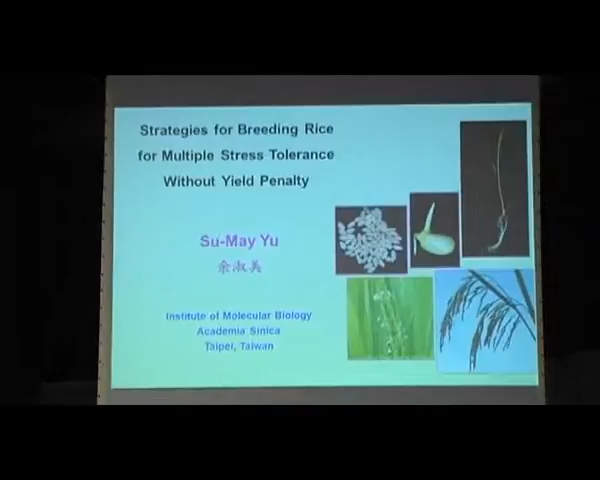 Strategies for Breeding Rice
for Multiple Stress Tolerance
Without Yield Penalty
Su-May Yu
余淑美
Institute of Molecular Biology
Academia Sinica
Taipei, Taiwan